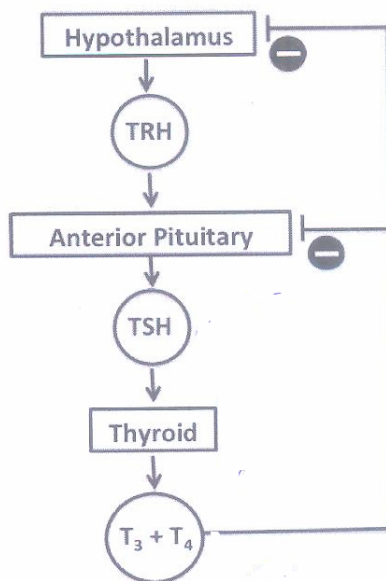 Hypothalamus
TRH
Anterior Pituitary
TSH
Thyroid
T₃ + T₄